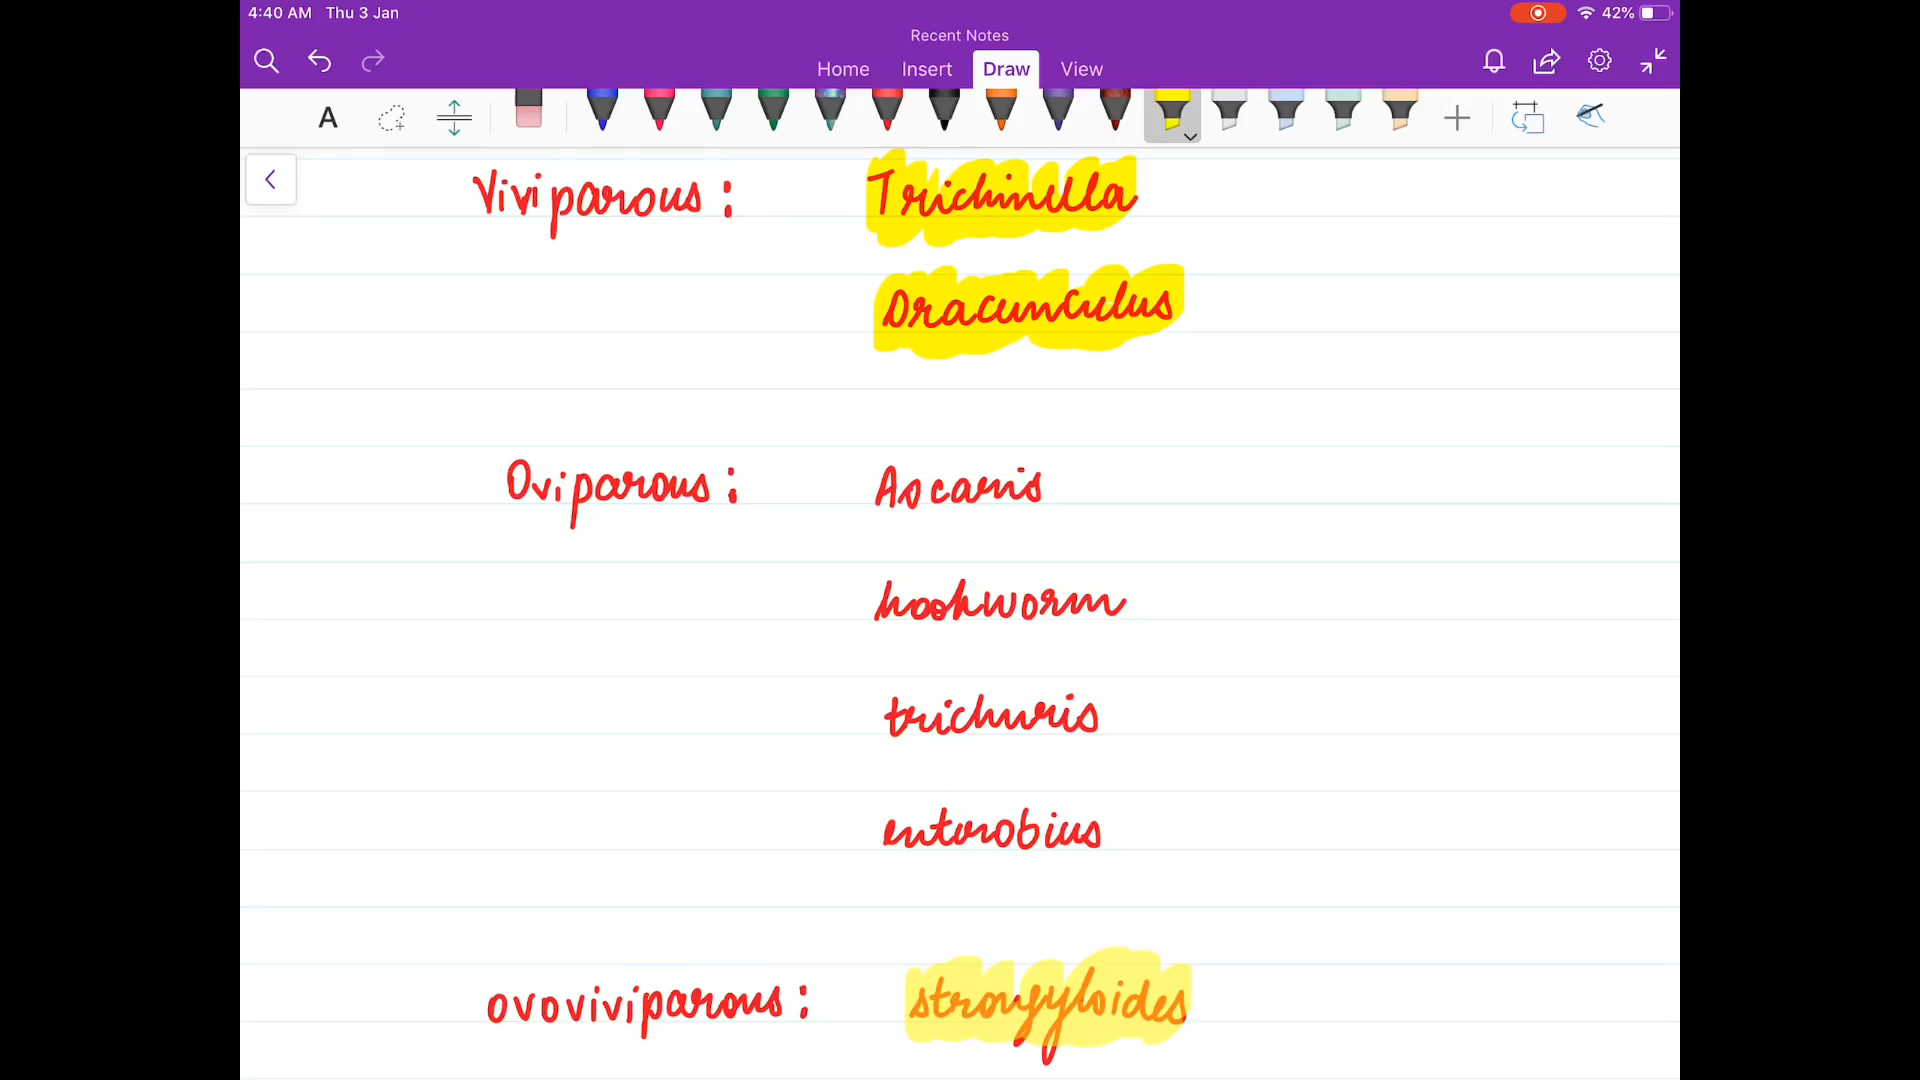 4:40 AM Thu 3 Jan 42%
Recent Notes
Home Insert Draw View
A
Viviparous: Trichinella
Dracunculus
Oviparous: Ascaris
hookworm
trichuris
enterobius
ovoviviparous: strongyloides